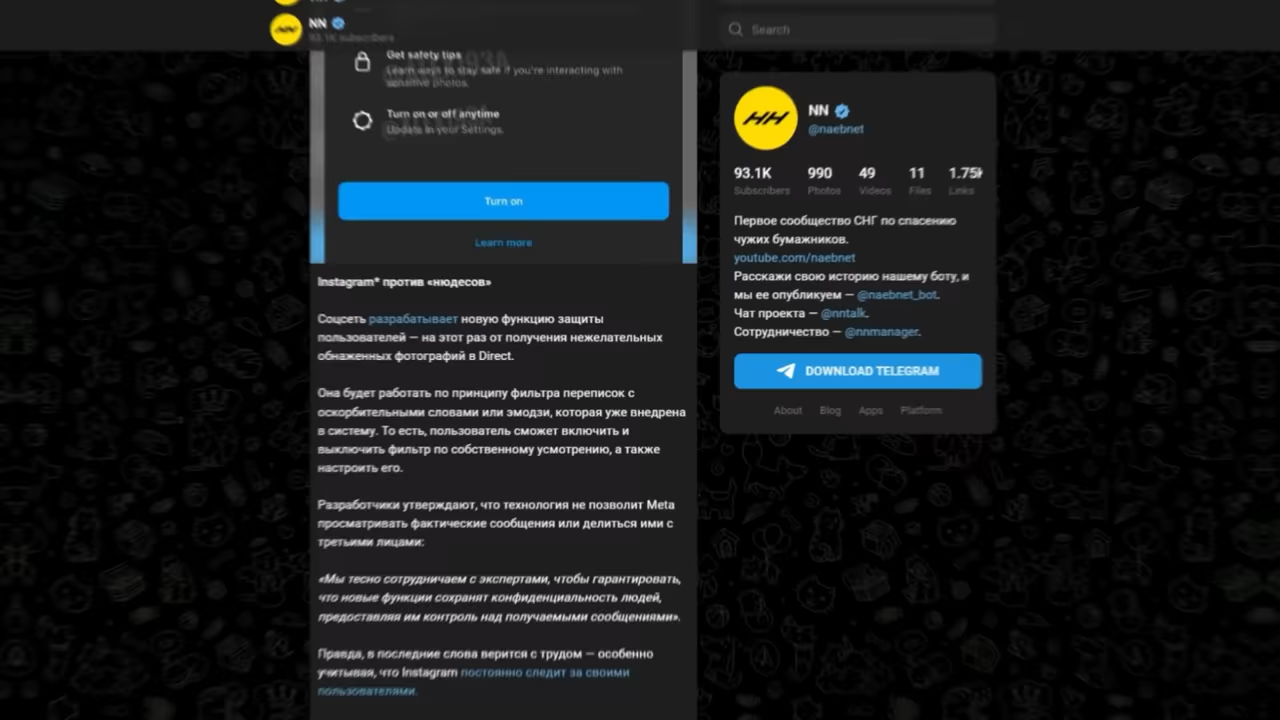 NN
93.1K subscribers
Search
Get safety tips
Learn ways to stay safe if you're interacting with
sensitive photos.
Turn on or off anytime
Update in your Settings.
Turn on
Learn more
Instagram* против «нюдесов»
Соцсеть разрабатывает новую функцию защиты
пользователей — на этот раз от получения нежелательных
обнаженных фотографий в Direct.
Она будет работать по принципу фильтра переписок с
оскорбительными словами или эмодзи, которая уже внедрена
в систему. То есть, пользователь сможет включить и
выключить фильтр по собственному усмотрению, а также
настроить его.
Разработчики утверждают, что технология не позволит Meta
просматривать фактические сообщения или делиться ими с
третьими лицами:
«Мы тесно сотрудничаем с экспертами, чтобы гарантировать,
что новые функции сохранят конфиденциальность людей,
предоставляя им контроль над получаемыми сообщениями».
Правда, в последние слова верится с трудом — особенно
учитывая, что Instagram постоянно следит за своими
пользователями.
HH
NN
@naebnet
93.1K 990 49 11 1.75K
Subscribers Photos Videos Files Links
Первое сообщество СНГ по спасению
чужих бумажников.
youtube.com/naebnet
Расскажи свою историю нашему боту, и
мы ее опубликуем — @naebnet_bot.
Чат проекта — @nntalk.
Сотрудничество — @nnmanager.
DOWNLOAD TELEGRAM
About Blog Apps Platform